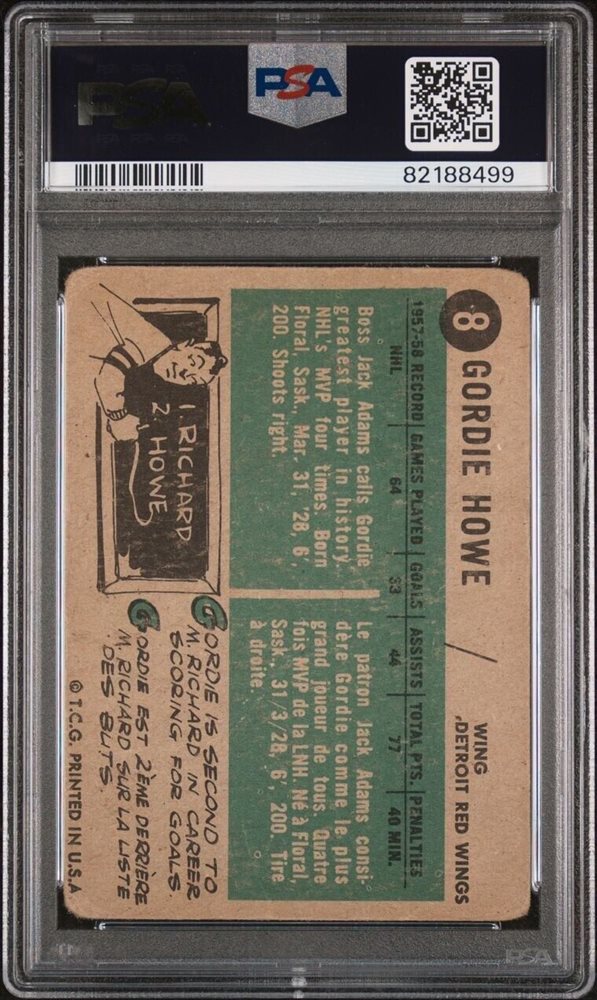 PSA
PSA
82188499
8 GORDIE HOWE
WING
DETROIT RED WINGS
1957-58 RECORD GAMES PLAYED GOALS ASSISTS TOTAL PTS. PENALTIES
NHL 64 33 44 77 40 MIN.
Boss Jack Adams calls Gordie
greatest player in history.
NHL's MVP four times. Born
Floral, Sask., Mar. 31, '28, 6',
200. Shoots right.
Le patron Jack Adams consi-
dère Gordie comme le plus
grand joueur de tous. Quatre
fois MVP de la LNH. Né à Floral,
Sask., 31/3/28, 6', 200. Tire
à droite.
1. RICHARD
2. HOWE
GORDIE IS SECOND TO
M. RICHARD IN CAREER
SCORING FOR GOALS.
GORDIE EST 2ÈME DERRIÈRE
M. RICHARD SUR LA LISTE
DES BUTS.
© T.C.G. PRINTED IN U.S.A
PSA